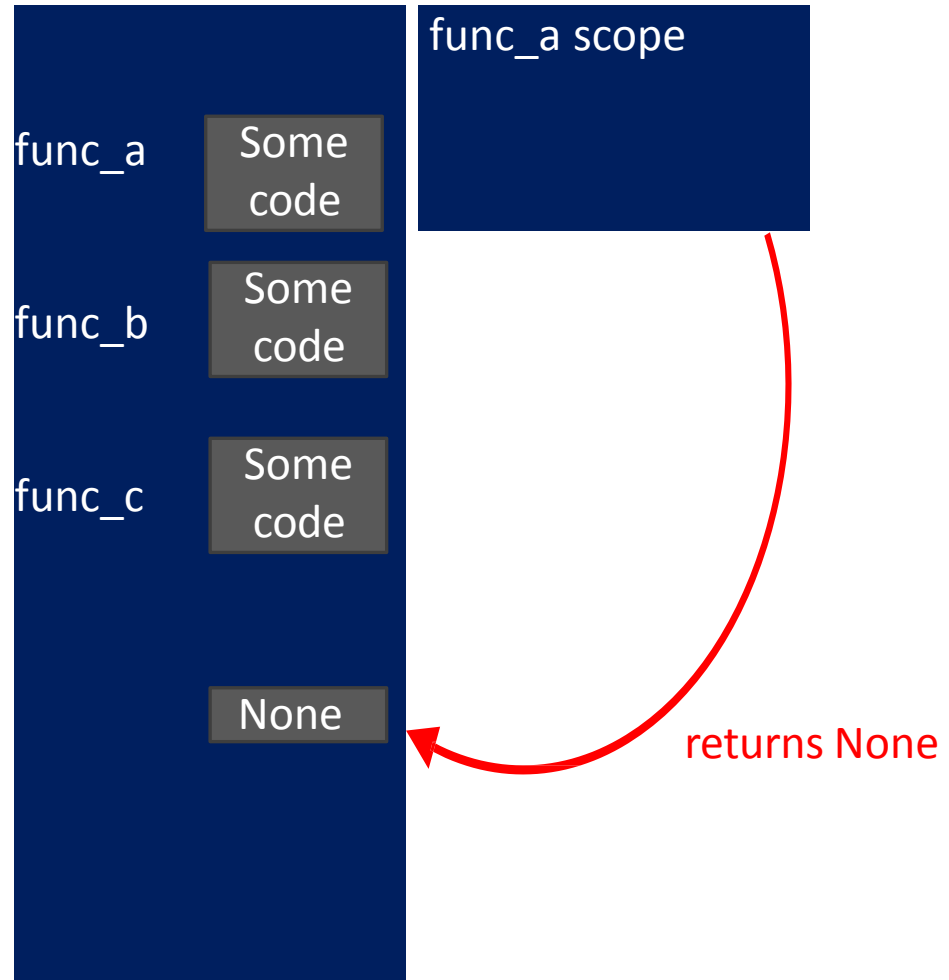 func_a scope
func_a
Some
code
func_b
Some
code
func_c
Some
code
None
returns None